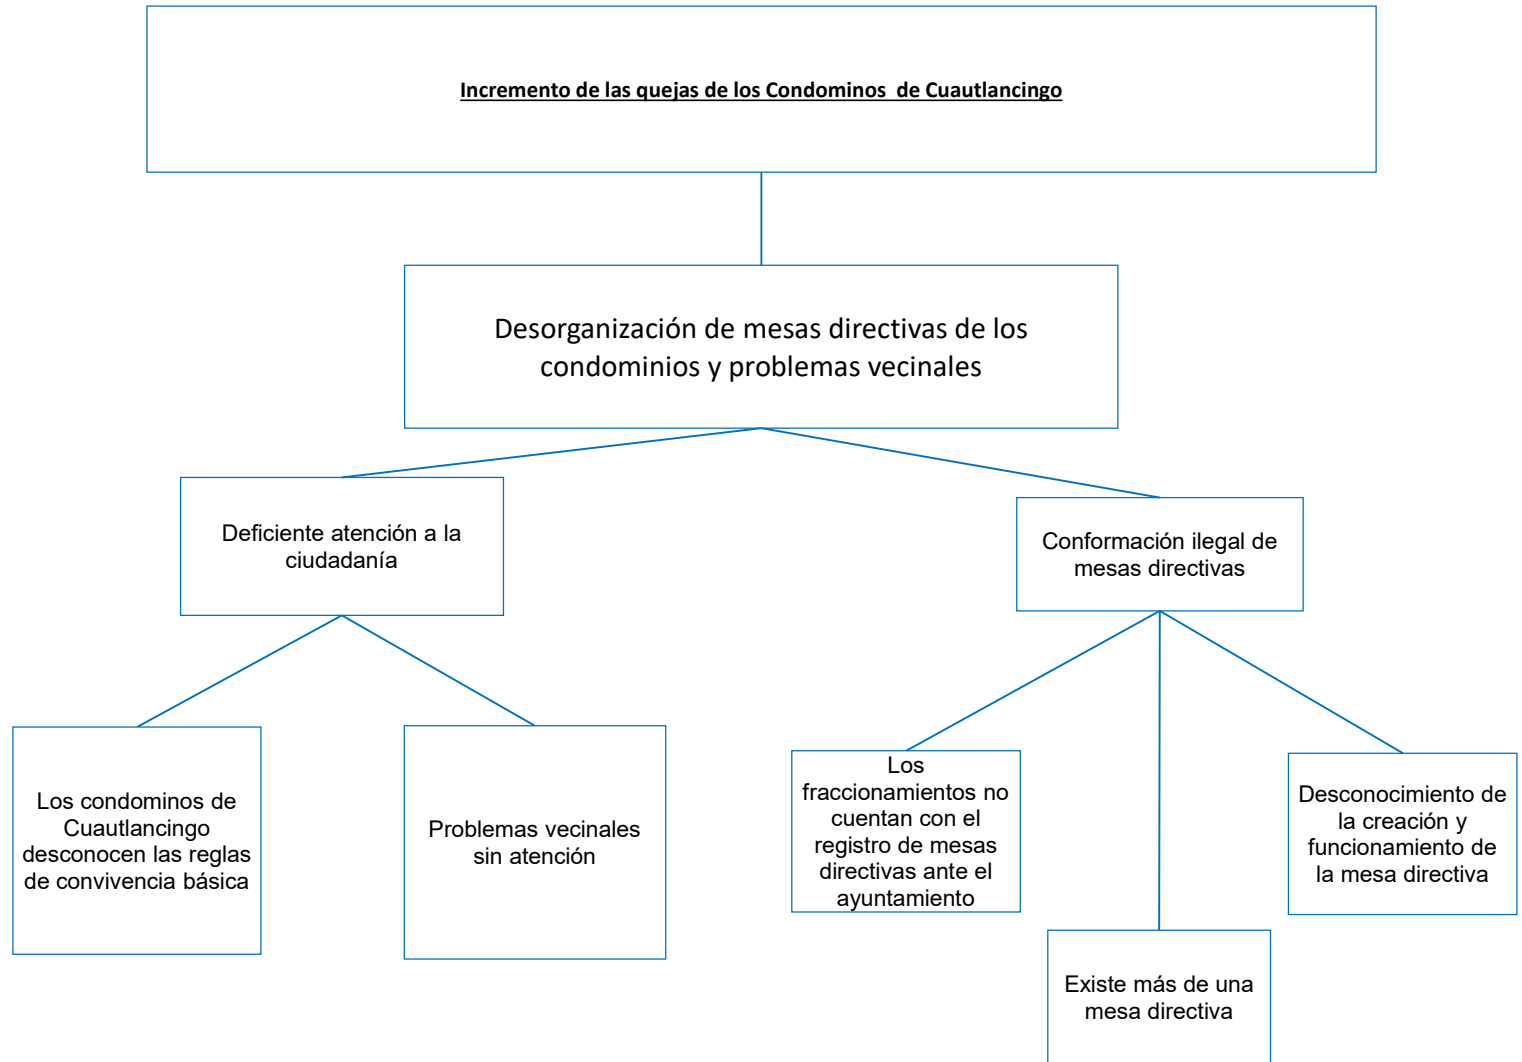 Incremento de las quejas de los Condominos de Cuautlancingo
Desorganización de mesas directivas de los
condominios y problemas vecinales
Deficiente atención a la
ciudadanía
Conformación ilegal de
mesas directivas
Los condominos de
Cuautlancingo
desconocen las reglas
de convivencia básica
Problemas vecinales
sin atención
Los
fraccionamientos no
cuentan con el
registro de mesas
directivas ante el
ayuntamiento
Existe más de una
mesa directiva
Desconocimiento de
la creación y
funcionamiento de
la mesa directiva